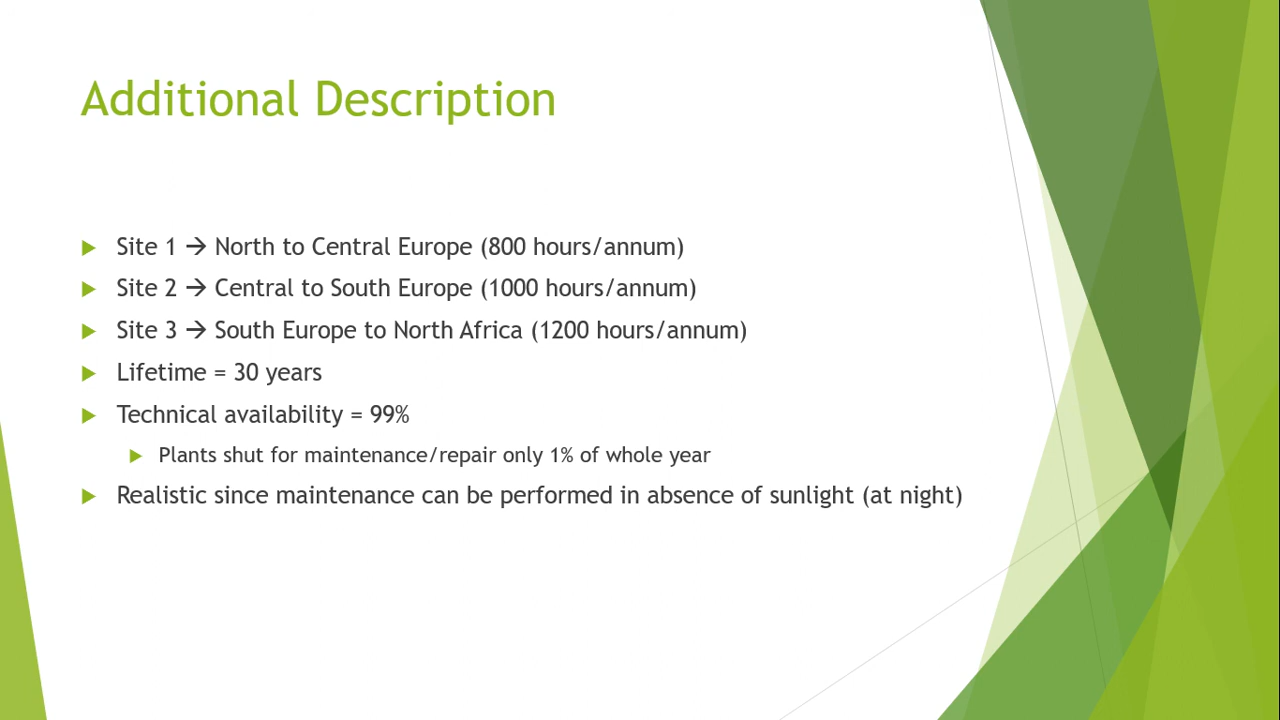 Additional Description
Site 1 → North to Central Europe (800 hours/annum)
Site 2 → Central to South Europe (1000 hours/annum)
Site 3 → South Europe to North Africa (1200 hours/annum)
Lifetime = 30 years
Technical availability = 99%
Plants shut for maintenance/repair only 1% of whole year
Realistic since maintenance can be performed in absence of sunlight (at night)